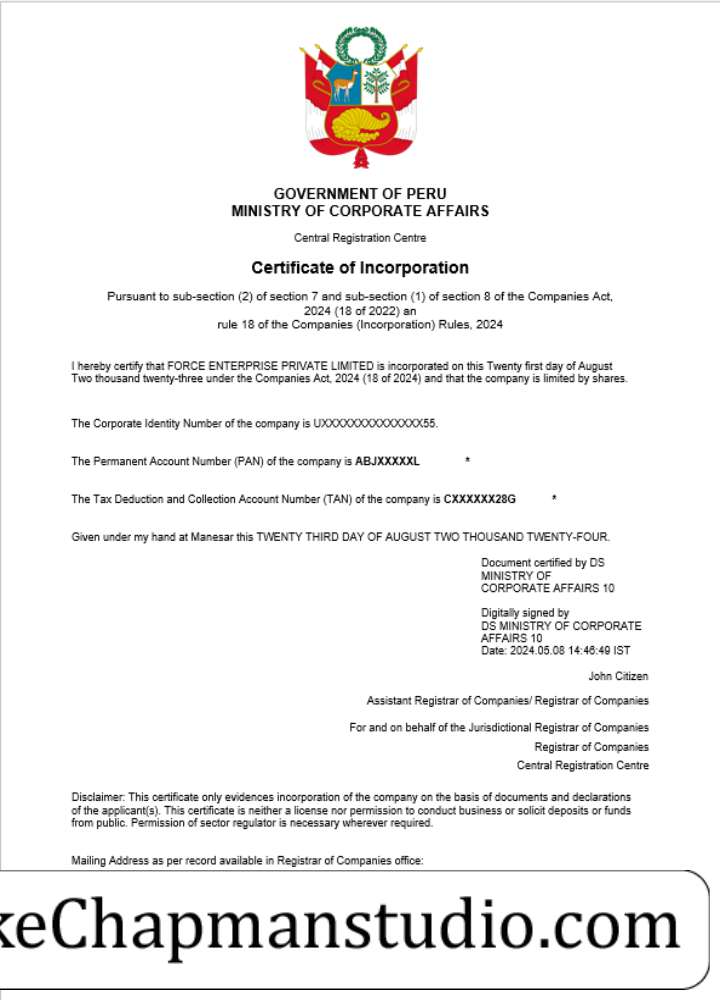 GOVERNMENT OF PERU
MINISTRY OF CORPORATE AFFAIRS
Central Registration Centre
Certificate of Incorporation
Pursuant to sub-section (2) of section 7 and sub-section (1) of section 8 of the Companies Act,
2024 (18 of 2022) an
rule 18 of the Companies (Incorporation) Rules, 2024
I hereby certify that FORCE ENTERPRISE PRIVATE LIMITED is incorporated on this Twenty first day of August
Two thousand twenty-three under the Companies Act, 2024 (18 of 2024) and that the company is limited by shares.
The Corporate Identity Number of the company is UXXXXXXXXXXXXXXX55.
The Permanent Account Number (PAN) of the company is ABJXXXXXL *
The Tax Deduction and Collection Account Number (TAN) of the company is CXXXXXX28G *
Given under my hand at Manesar this TWENTY THIRD DAY OF AUGUST TWO THOUSAND TWENTY-FOUR.
Document certified by DS
MINISTRY OF
CORPORATE AFFAIRS 10
Digitally signed by
DS MINISTRY OF CORPORATE
AFFAIRS 10
Date: 2024.05.08 14:46:49 IST
John Citizen
Assistant Registrar of Companies/ Registrar of Companies
For and on behalf of the Jurisdictional Registrar of Companies
Registrar of Companies
Central Registration Centre
Disclaimer: This certificate only evidences incorporation of the company on the basis of documents and declarations
of the applicant(s). This certificate is neither a license nor permission to conduct business or solicit deposits or funds
from public. Permission of sector regulator is necessary wherever required.
Mailing Address as per record available in Registrar of Companies office:
keChapmanstudio.com